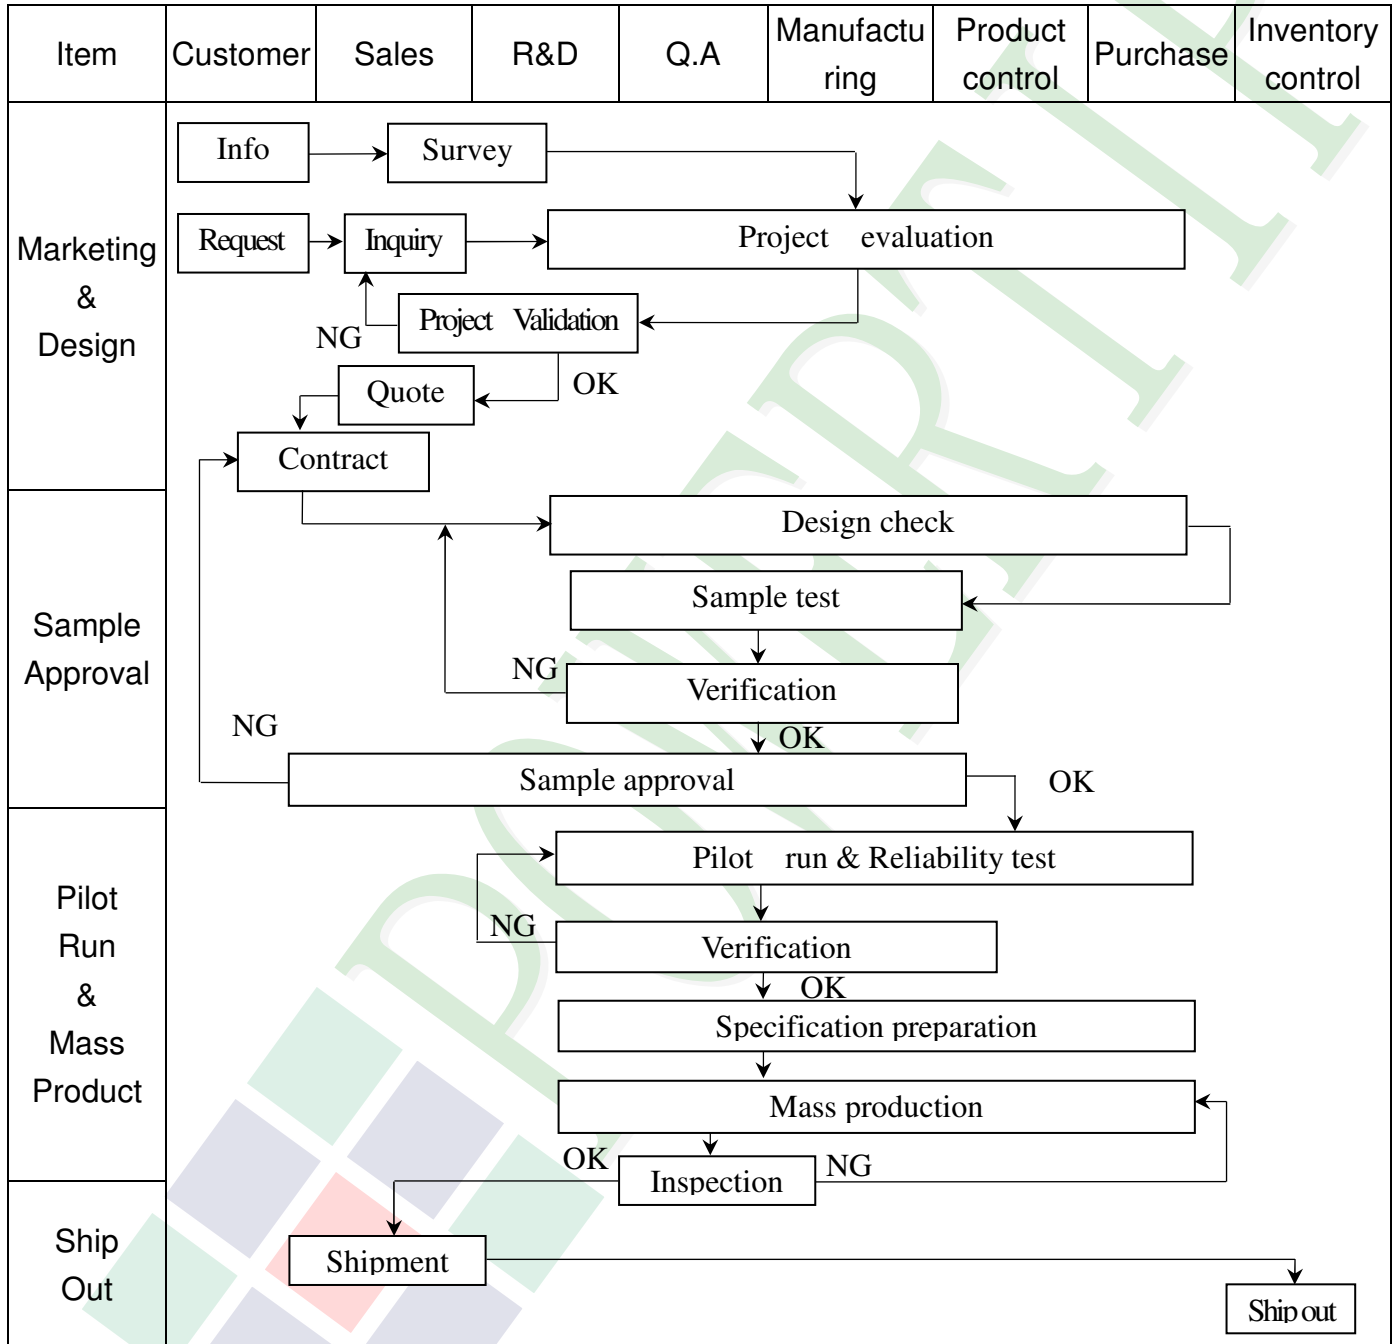 Item
Customer
Sales
R&D
Q.A
Manufactu
ring
Product
control
Purchase
Inventory
control
Marketing
&
Design
Info
Survey
Request
Inquiry
Project evaluation
NG
Project Validation
Quote
OK
Contract
Sample
Approval
Design check
Sample test
NG
Verification
NG
OK
Sample approval
OK
Pilot
Run
&
Mass
Product
Pilot run & Reliability test
NG
Verification
OK
Specification preparation
Mass production
OK
Inspection
NG
Ship
Out
Shipment
Ship out
POWERTIP